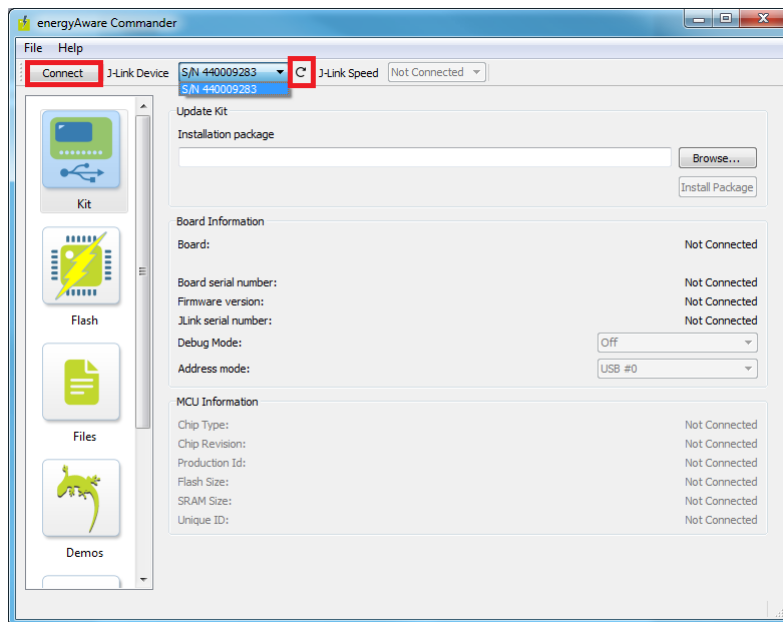 energyAware Commander
File Help
Connect J-Link Device S/N 440009283 J-Link Speed Not Connected
S/N 440009283
Update Kit
Installation package
Browse...
Install Package
Kit
Board Information
Board: Not Connected
Board serial number: Not Connected
Firmware version: Not Connected
JLink serial number: Not Connected
Flash
Debug Mode: Off
Address mode: USB #0
MCU Information
Chip Type: Not Connected
Files
Chip Revision: Not Connected
Production Id: Not Connected
Flash Size: Not Connected
SRAM Size: Not Connected
Unique ID: Not Connected
Demos